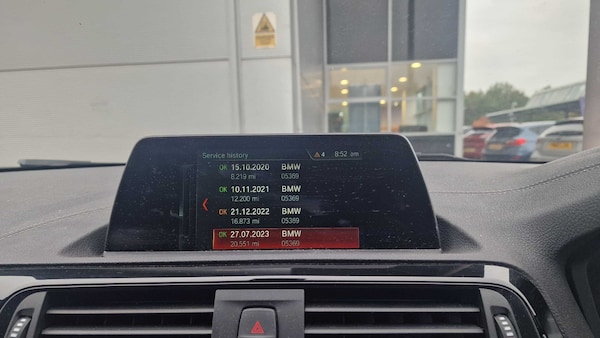 Service history 4 8:52 am
OK 15.10.2020 BMW
8.219 mi 05369
OK 10.11.2021 BMW
12.200 mi 05369
OK 21.12.2022 BMW
16.873 mi 05369
OK 27.07.2023 BMW
20.551 mi 05369